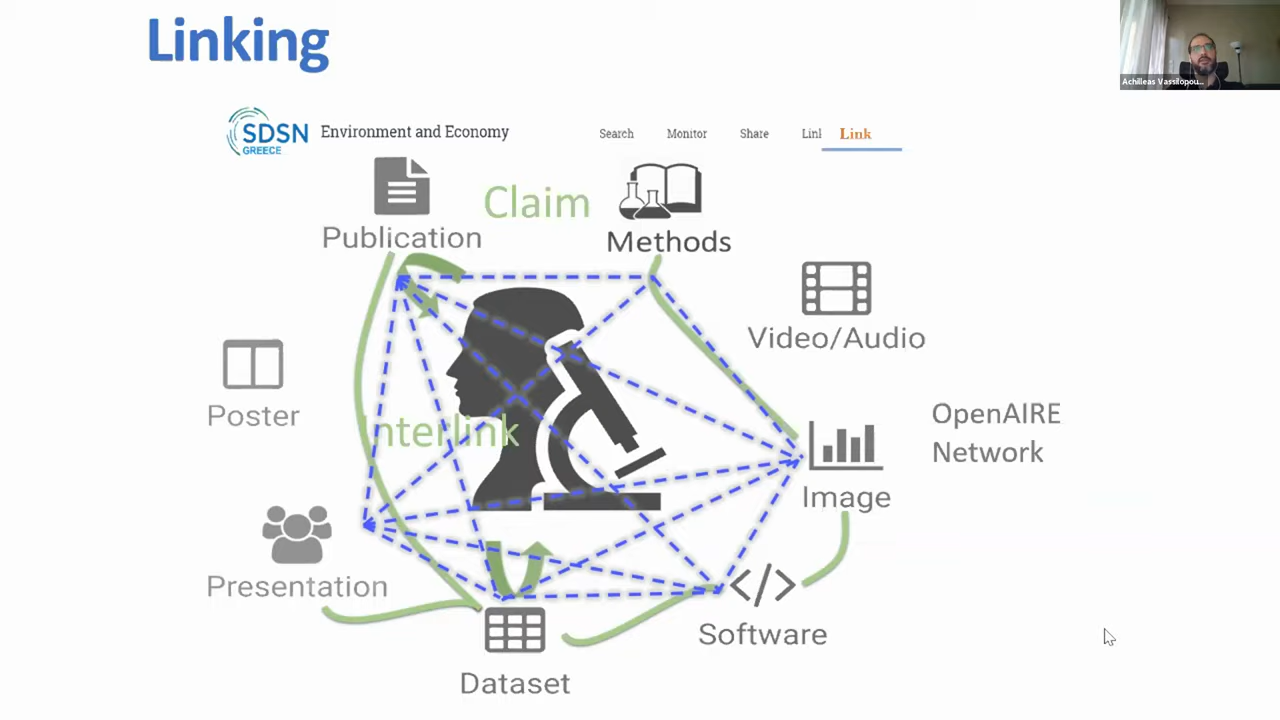 Linking
Achilleas Vassilopou...
SDSN
GREECE
Environment and Economy
Search
Monitor
Share
Linl
Link
Claim
Publication
Methods
Video/Audio
Poster
nterlink
OpenAIRE
Network
Image
Presentation
Software
Dataset